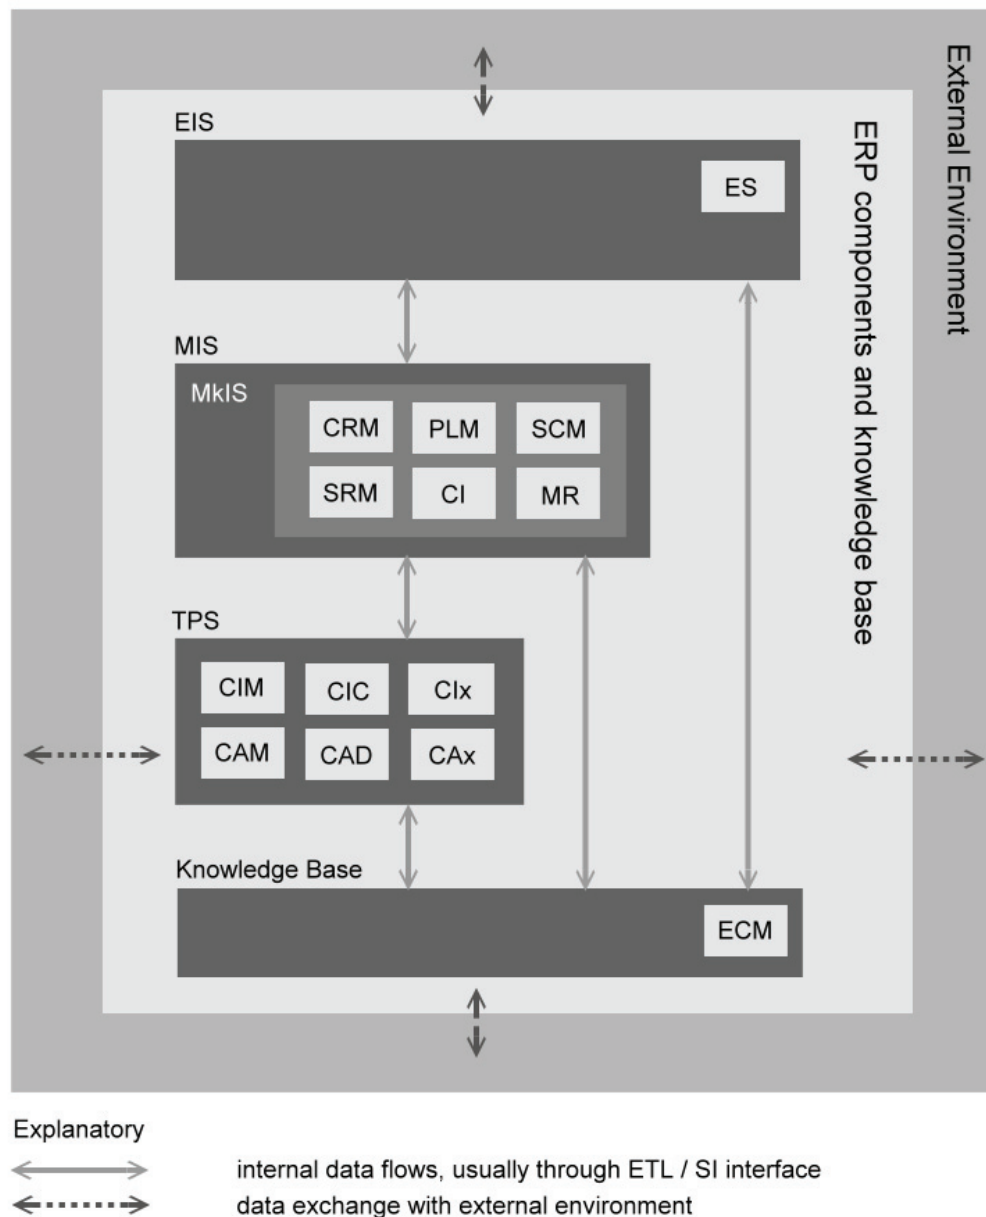 External Environment
ERP components and knowledge base
EIS
ES
MIS
MkIS
CRM PLM SCM
SRM CI MR
TPS
CIM CIC CIx
CAM CAD CAx
Knowledge Base
ECM
Explanatory
internal data flows, usually through ETL / SI interface
data exchange with external environment